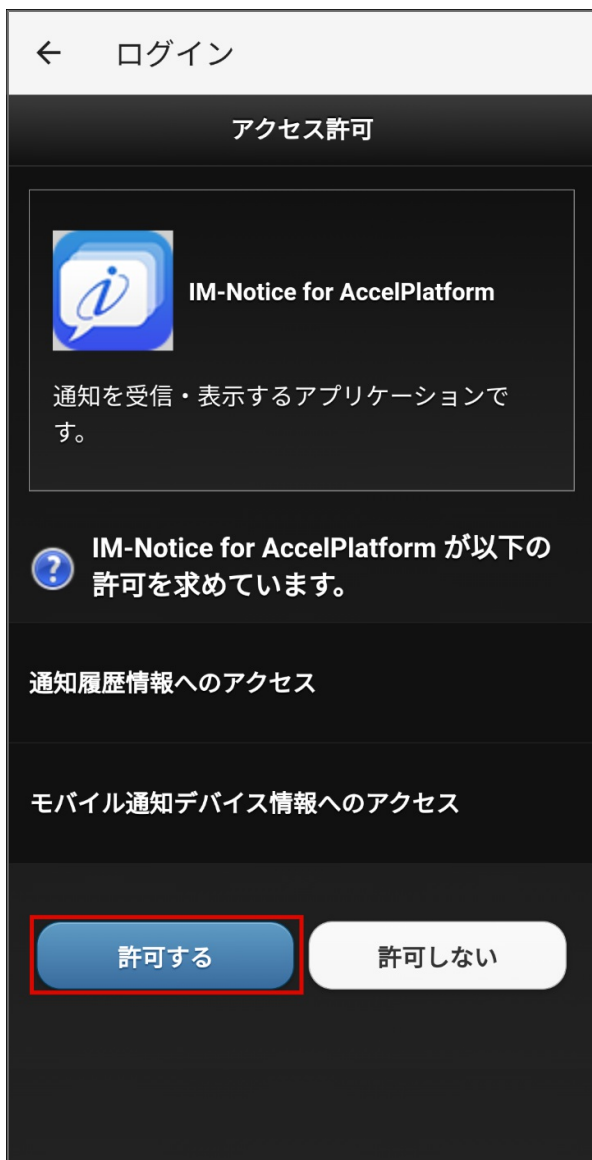 ログイン
アクセス許可
IM-Notice for AccelPlatform
通知を受信・表示するアプリケーションで
す。
IM-Notice for AccelPlatform が以下の
許可を求めています。
通知履歴情報へのアクセス
モバイル通知デバイス情報へのアクセス
許可する
許可しない